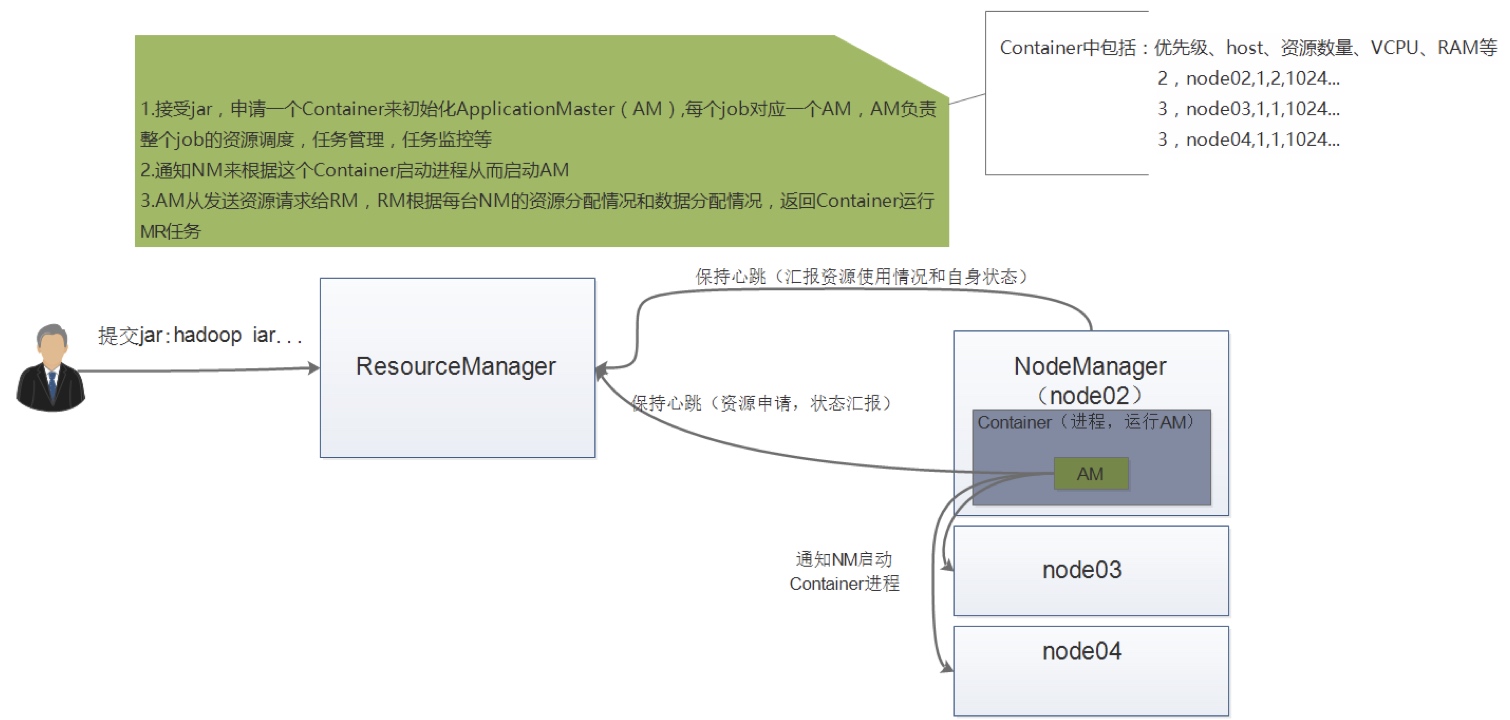 Container中包括：优先级、host、资源数量、VCPU、RAM等
2，node02,1,2,1024...
3，node03,1,1,1024...
3，node04,1,1,1024...
1.接受jar，申请一个Container来初始化ApplicationMaster（AM）,每个job对应一个AM，AM负责
整个job的资源调度，任务管理，任务监控等
2.通知NM来根据这个Container启动进程从而启动AM
3.AM从发送资源请求给RM，RM根据每台NM的资源分配情况和数据分配情况，返回Container运行
MR任务
保持心跳（汇报资源使用情况和自身状态）
提交jar:hadoop iar...
ResourceManager
NodeManager
（node02）
保持心跳（资源申请，状态汇报）
Container（进程，运行AM）
AM
通知NM启动
Container进程
node03
node04